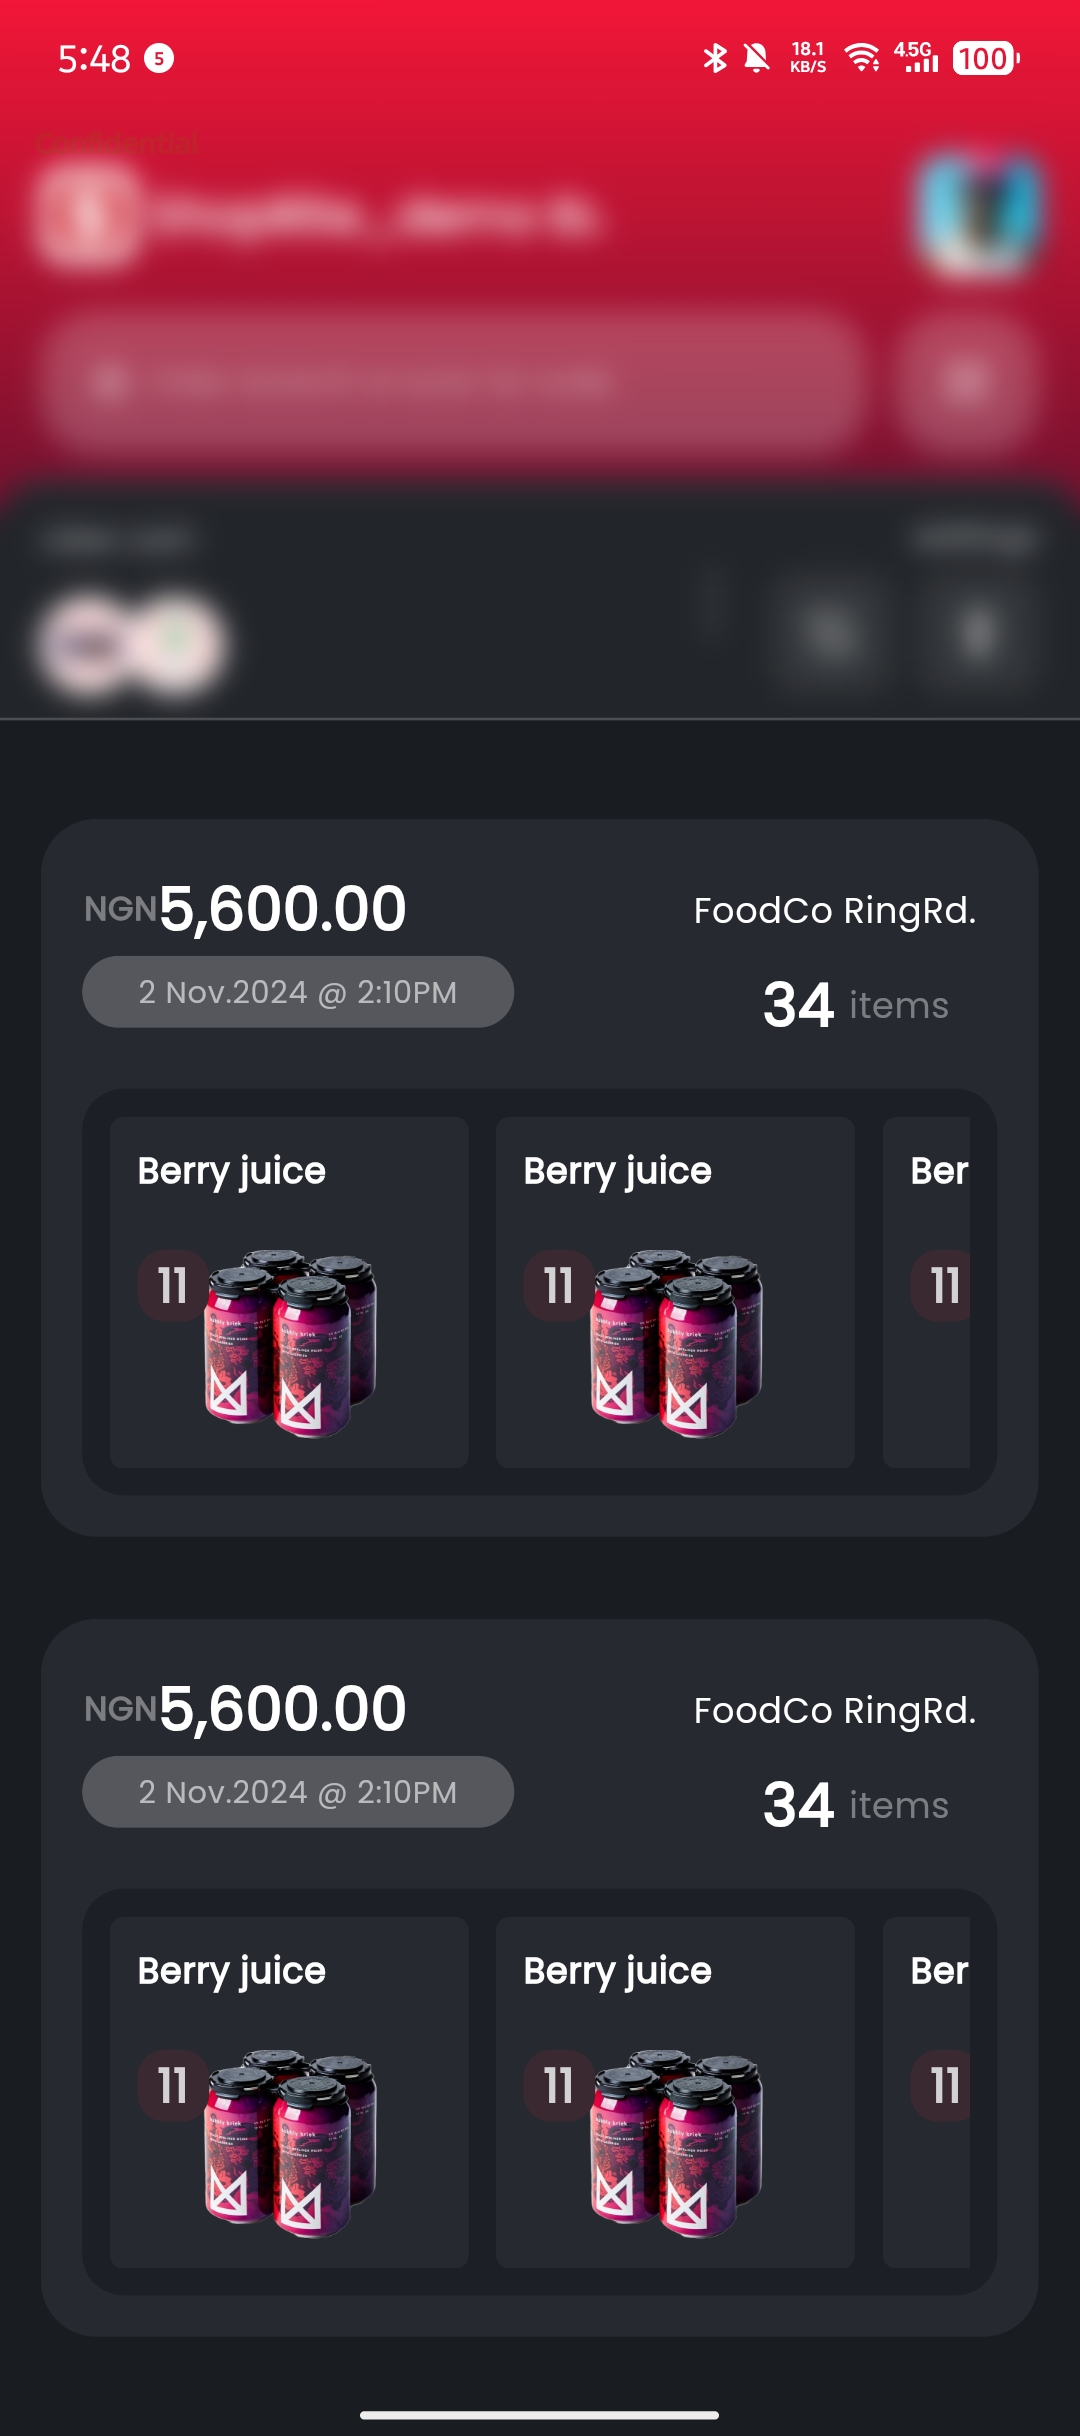 5:48 5 18.1 KB/S 4.5G 100
Confidential
NGN5,600.00 FoodCo RingRd.
2 Nov.2024 @ 2:10PM 34 items
Berry juice Berry juice Ber
11 11 11
NGN5,600.00 FoodCo RingRd.
2 Nov.2024 @ 2:10PM 34 items
Berry juice Berry juice Ber
11 11 11